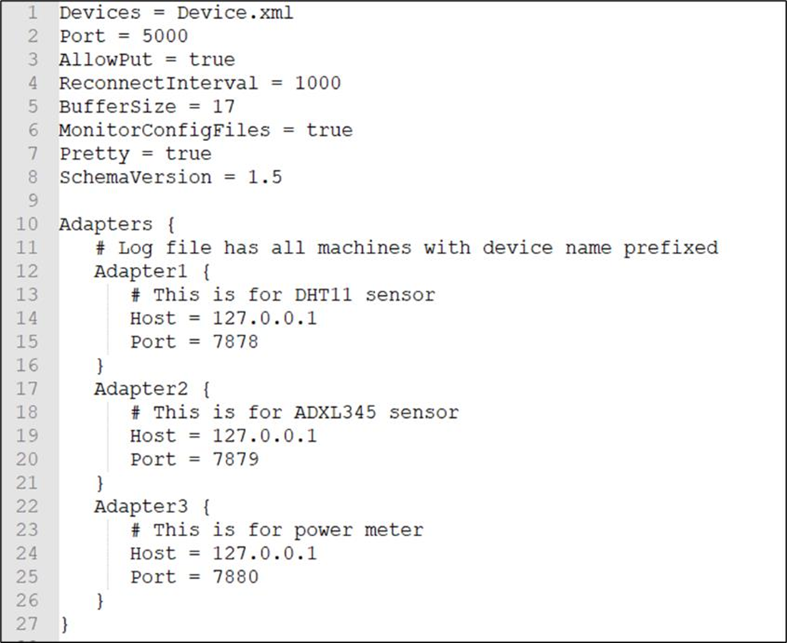 1 Devices = Device.xml
2 Port = 5000
3 AllowPut = true
4 ReconnectInterval = 1000
5 BufferSize = 17
6 MonitorConfigFiles = true
7 Pretty = true
8 SchemaVersion = 1.5
9
10 Adapters {
11 # Log file has all machines with device name prefixed
12 Adapter1 {
13 # This is for DHT11 sensor
14 Host = 127.0.0.1
15 Port = 7878
16 }
17 Adapter2 {
18 # This is for ADXL345 sensor
19 Host = 127.0.0.1
20 Port = 7879
21 }
22 Adapter3 {
23 # This is for power meter
24 Host = 127.0.0.1
25 Port = 7880
26 }
27 }